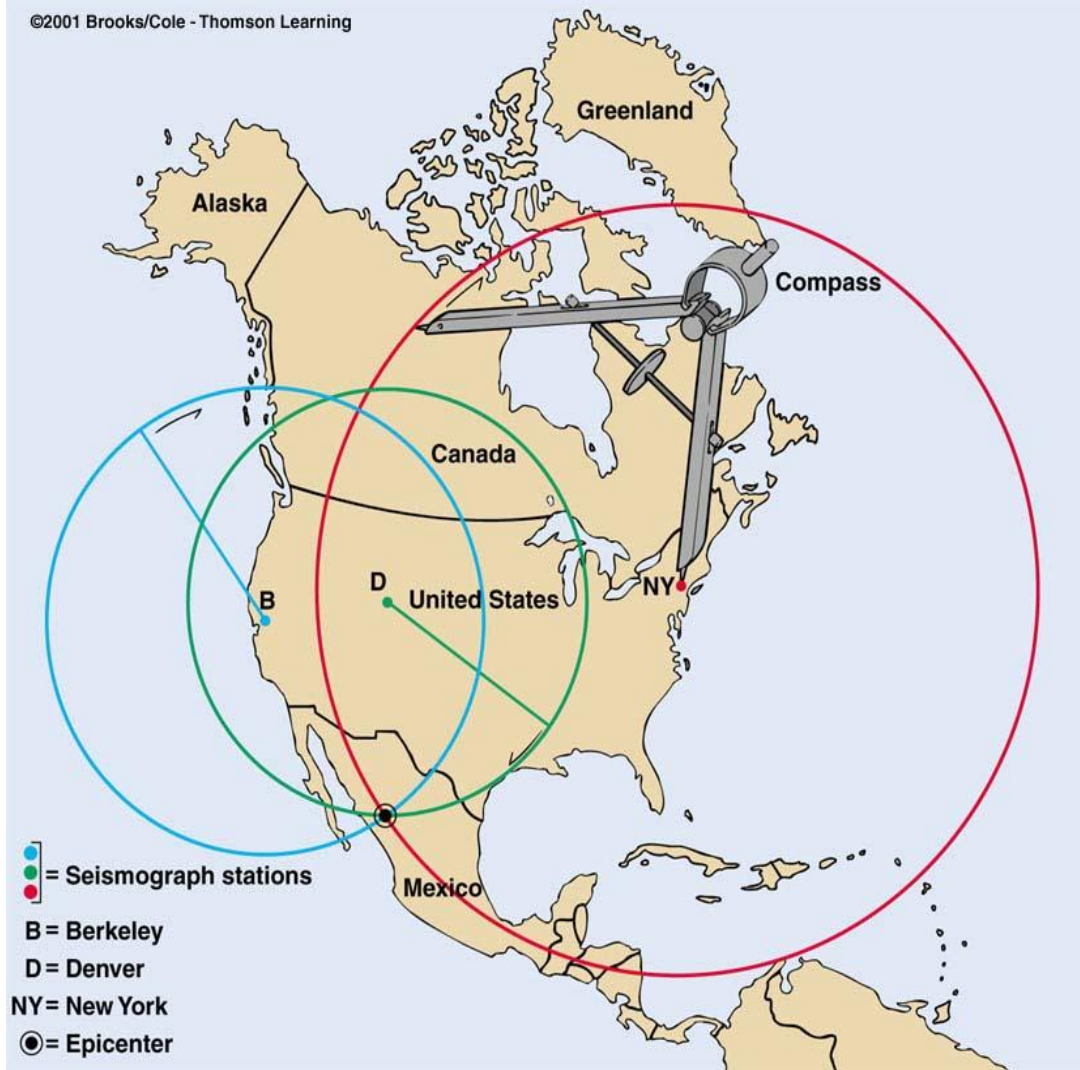 ©2001 Brooks/Cole - Thomson Learning
Greenland
Alaska
Compass
Canada
D
United States
NY
B
= Seismograph stations
Mexico
B = Berkeley
D = Denver
NY = New York
= Epicenter